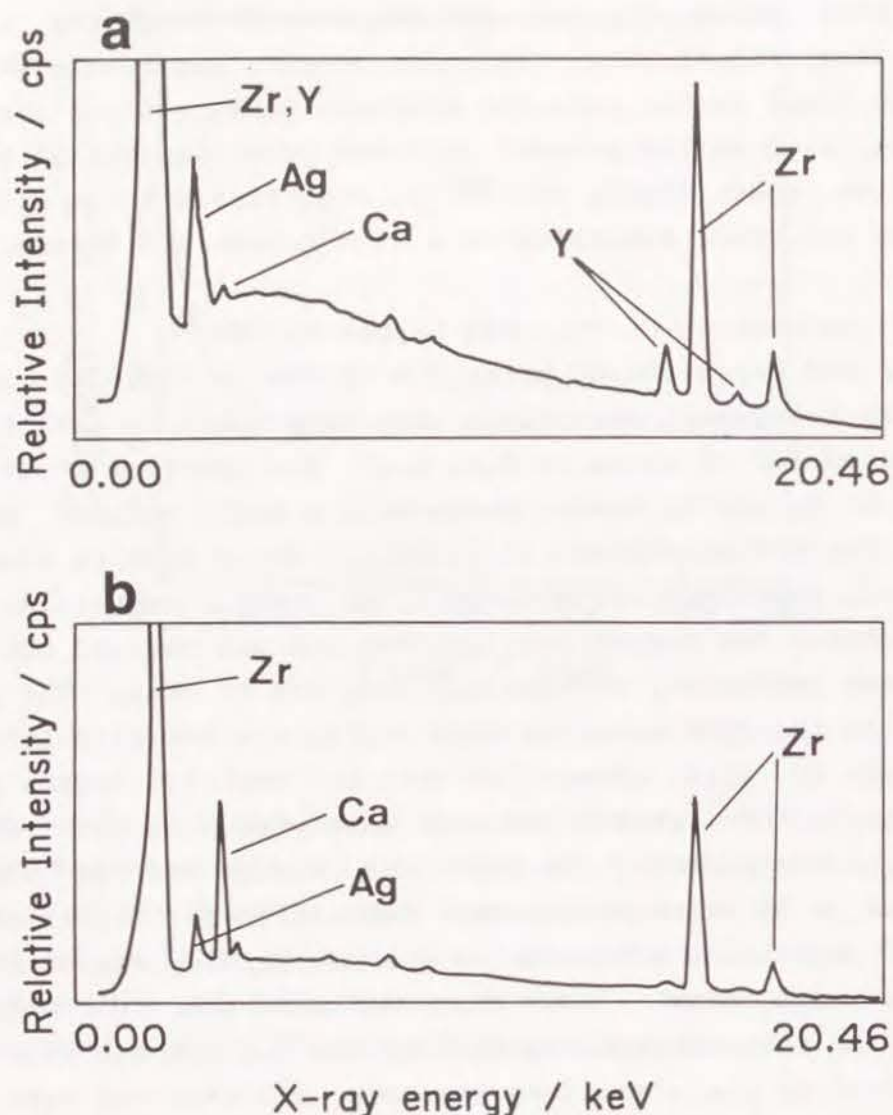 a
Relative Intensity / cps
Zr,Y
Ag
Ca
Y
Zr
0.00
20.46
b
Relative Intensity / cps
Zr
Ca
Ag
Zr
0.00
20.46
X-ray energy / keV